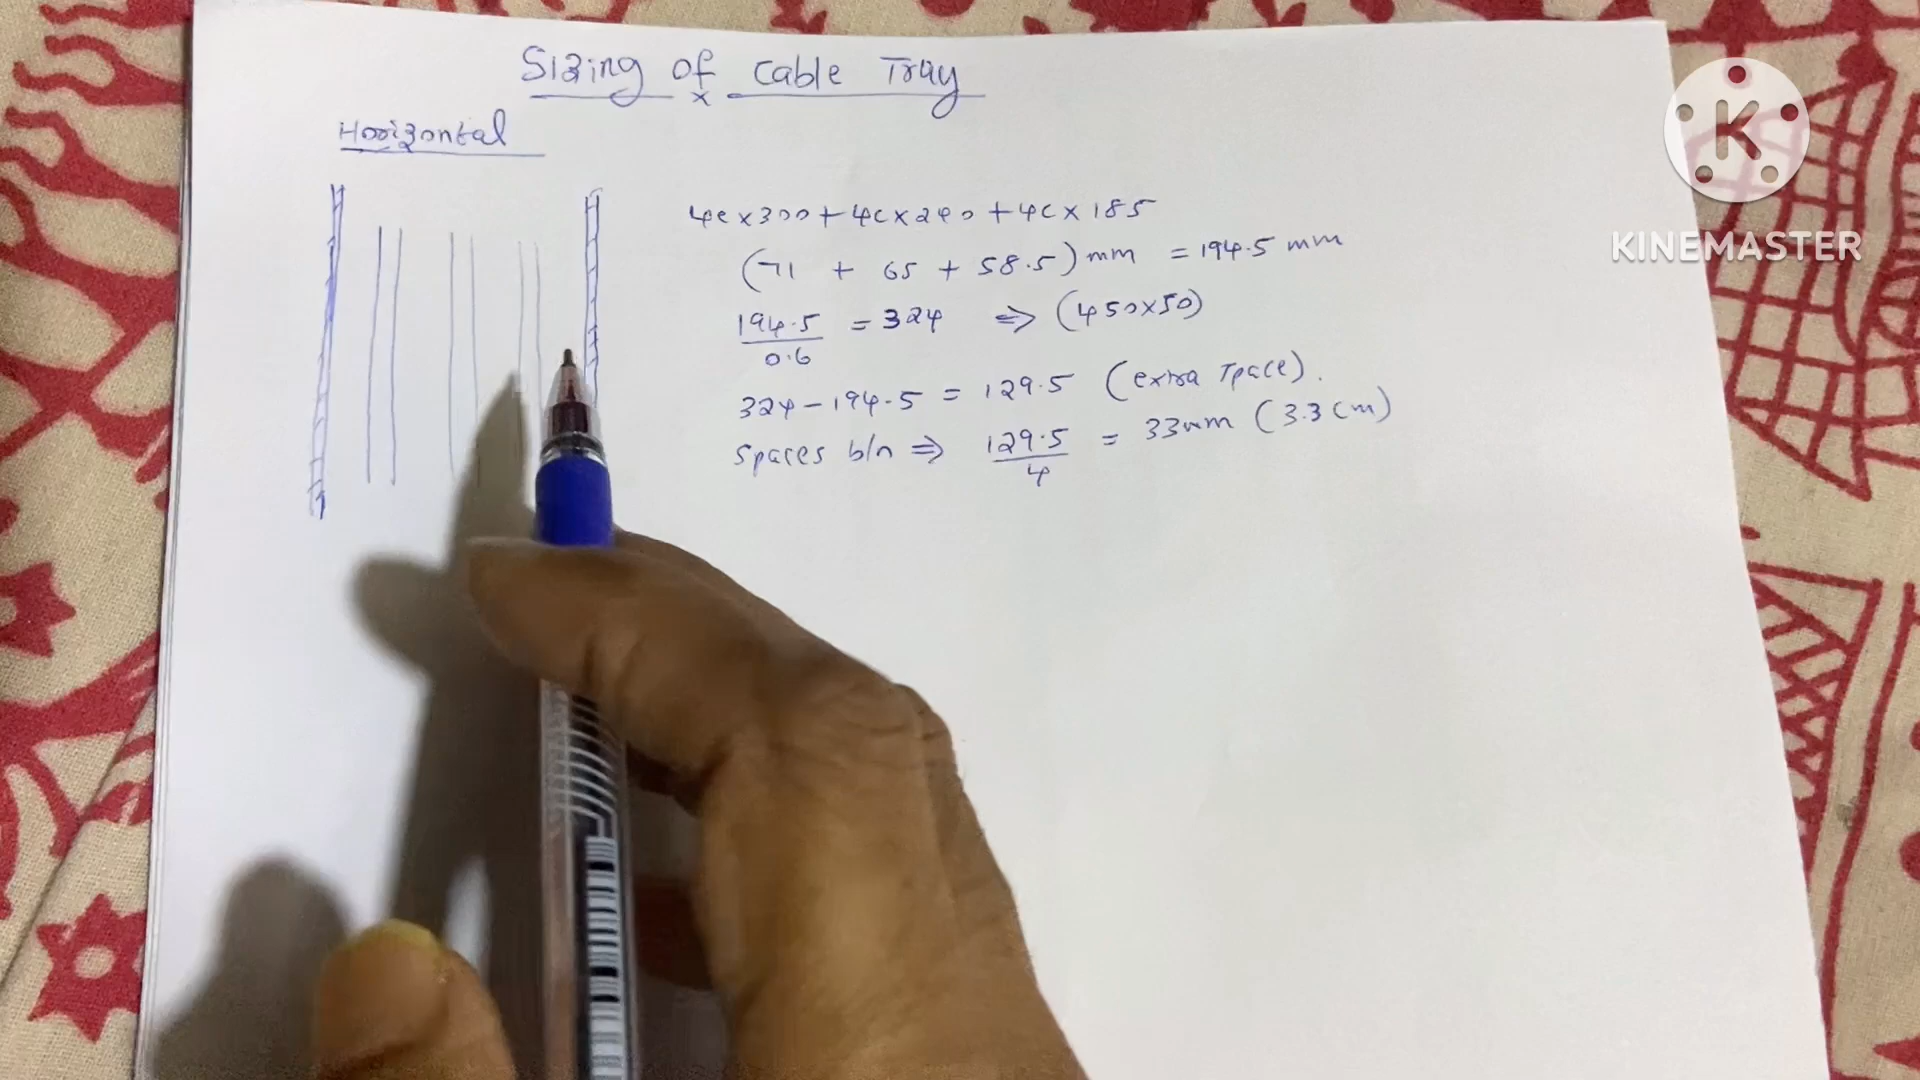 Sizing of Cable Tray
x
Horizontal
4c x 300 + 4c x 240 + 4c x 185
(71 + 65 + 58.5) mm = 194.5 mm
194.5 / 0.6 = 324 ⇒ (450x50)
324 - 194.5 = 129.5 (extra space).
Spaces b/n ⇒ 129.5 / 4 = 33mm (3.3 cm)
K
KINEMASTER